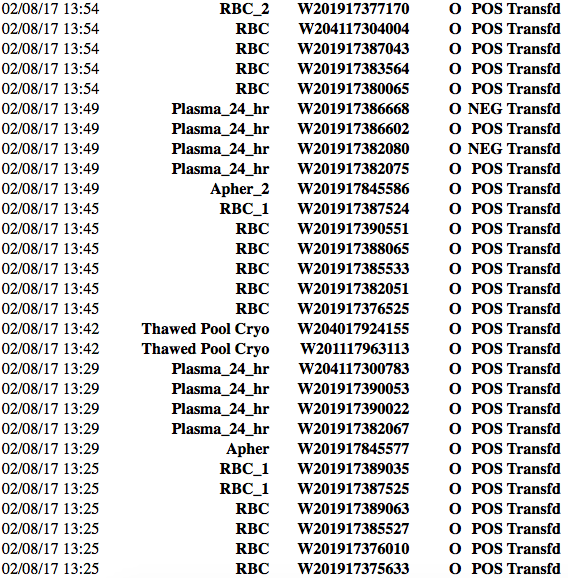 02/08/17 13:54 RBC_2 W201917377170 O POS Transfd
02/08/17 13:54 RBC W204117304004 O POS Transfd
02/08/17 13:54 RBC W201917387043 O POS Transfd
02/08/17 13:54 RBC W201917383564 O POS Transfd
02/08/17 13:54 RBC W201917380065 O POS Transfd
02/08/17 13:49 Plasma_24_hr W201917386668 O NEG Transfd
02/08/17 13:49 Plasma_24_hr W201917386602 O POS Transfd
02/08/17 13:49 Plasma_24_hr W201917382080 O NEG Transfd
02/08/17 13:49 Plasma_24_hr W201917382075 O POS Transfd
02/08/17 13:49 Apher_2 W201917845586 O POS Transfd
02/08/17 13:45 RBC_1 W201917387524 O POS Transfd
02/08/17 13:45 RBC W201917390551 O POS Transfd
02/08/17 13:45 RBC W201917388065 O POS Transfd
02/08/17 13:45 RBC W201917385533 O POS Transfd
02/08/17 13:45 RBC W201917382051 O POS Transfd
02/08/17 13:45 RBC W201917376525 O POS Transfd
02/08/17 13:42 Thawed Pool Cryo W204017924155 O POS Transfd
02/08/17 13:42 Thawed Pool Cryo W201117963113 O POS Transfd
02/08/17 13:29 Plasma_24_hr W204117300783 O POS Transfd
02/08/17 13:29 Plasma_24_hr W201917390053 O POS Transfd
02/08/17 13:29 Plasma_24_hr W201917390022 O POS Transfd
02/08/17 13:29 Plasma_24_hr W201917382067 O POS Transfd
02/08/17 13:29 Apher W201917845577 O POS Transfd
02/08/17 13:25 RBC_1 W201917389035 O POS Transfd
02/08/17 13:25 RBC_1 W201917387525 O POS Transfd
02/08/17 13:25 RBC W201917389063 O POS Transfd
02/08/17 13:25 RBC W201917385527 O POS Transfd
02/08/17 13:25 RBC W201917376010 O POS Transfd
02/08/17 13:25 RBC W201917375633 O POS Transfd